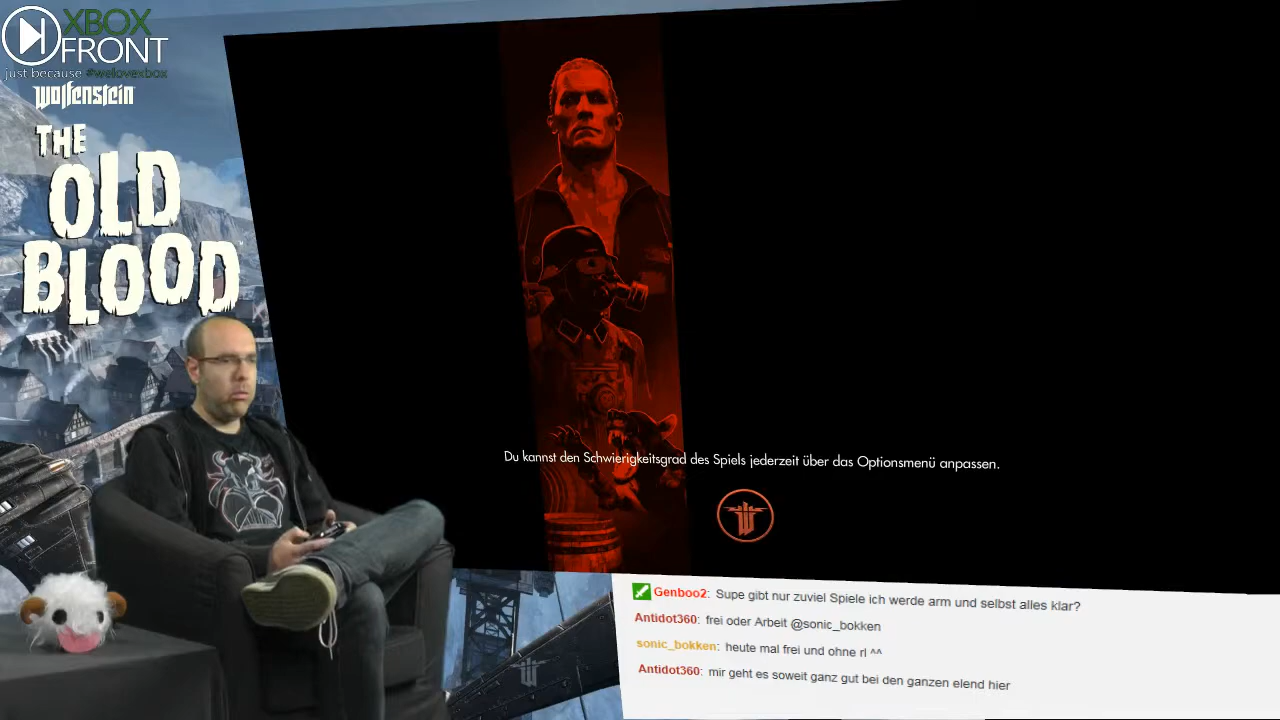 XBOX
FRONT
just because #welovexbox
Wolfenstein
THE
OLD
BLOOD
Du kannst den Schwierigkeitsgrad des Spiels jederzeit über das Optionsmenü anpassen.
Genboo2: Supe gibt nur zuviel Spiele ich werde arm und selbst alles klar?
Antidot360: frei oder Arbeit @sonic_bokken
sonic_bokken: heute mal frei und ohne rl ^^
Antidot360: mir geht es soweit ganz gut bei den ganzen elend hier